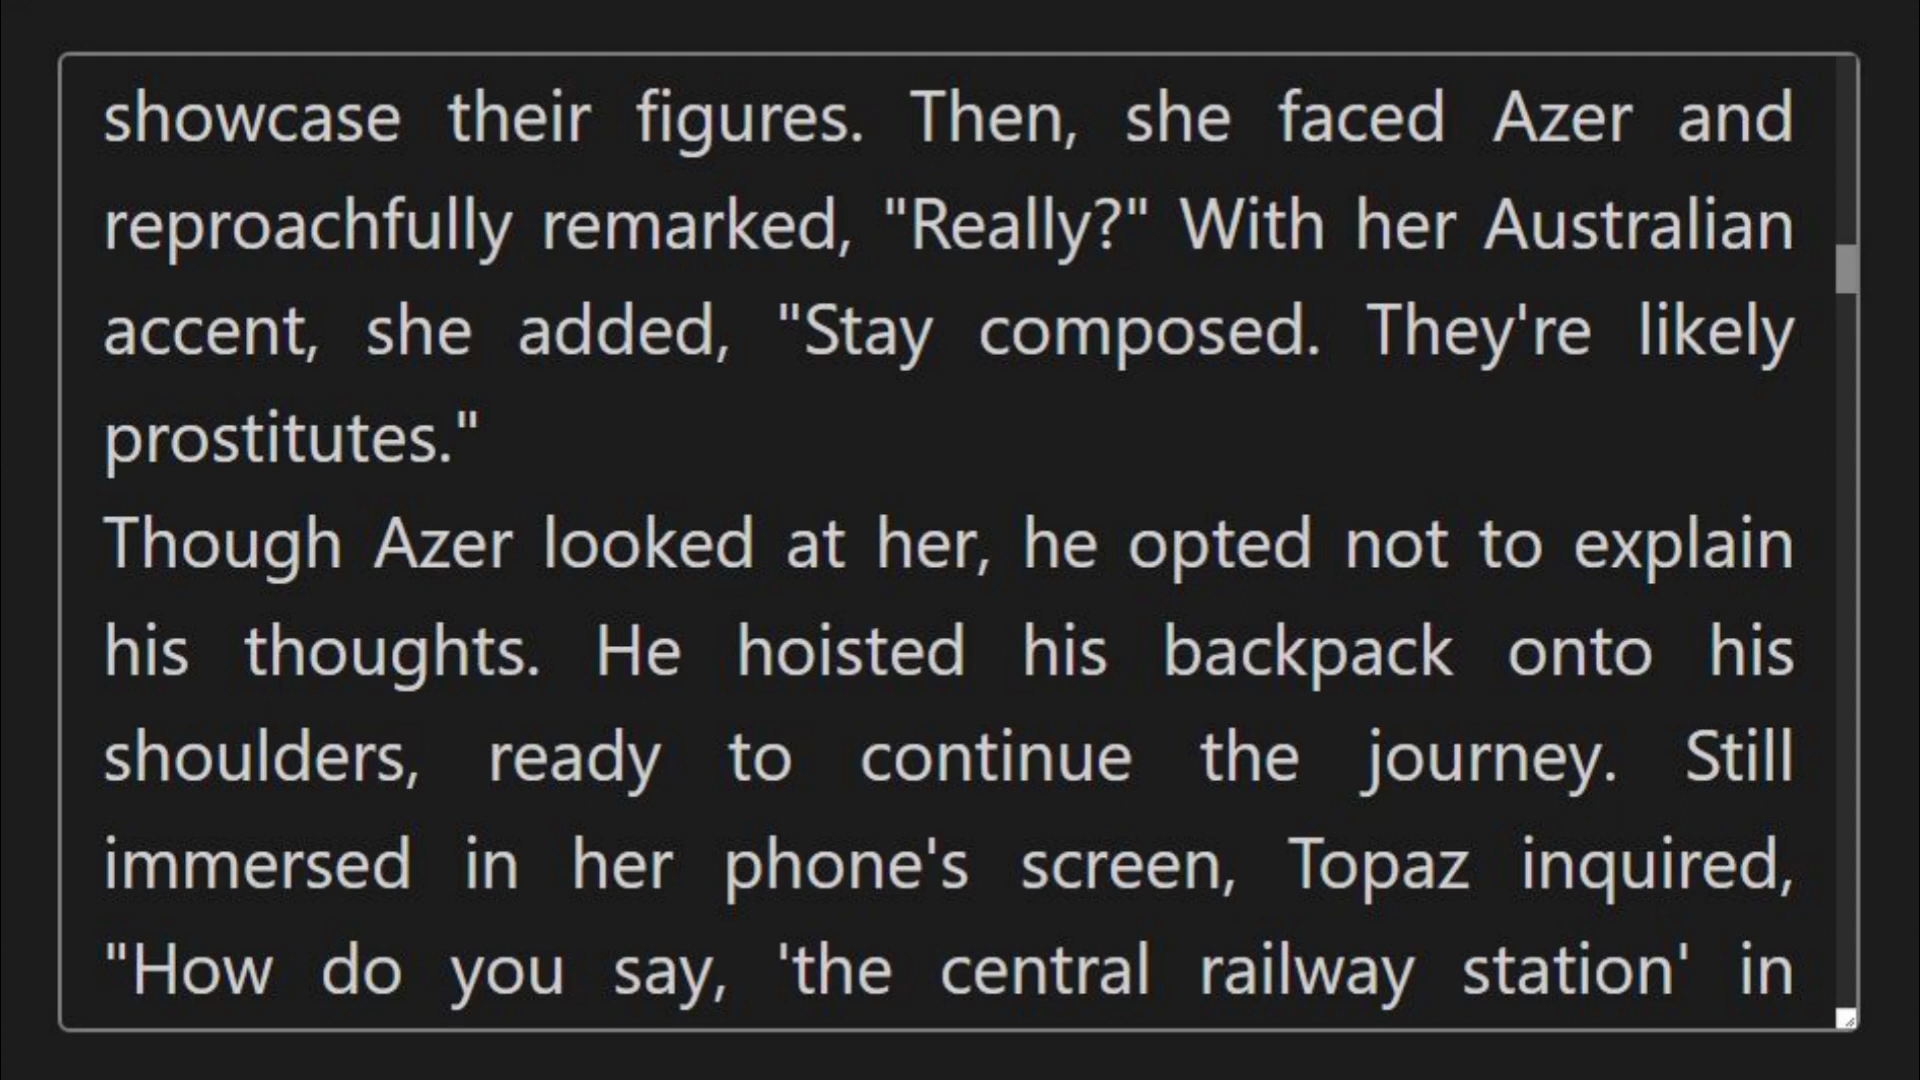 showcase their figures. Then, she faced Azer and
reproachfully remarked, "Really?" With her Australian
accent, she added, "Stay composed. They're likely
prostitutes."
Though Azer looked at her, he opted not to explain
his thoughts. He hoisted his backpack onto his
shoulders, ready to continue the journey. Still
immersed in her phone's screen, Topaz inquired,
"How do you say, 'the central railway station' in